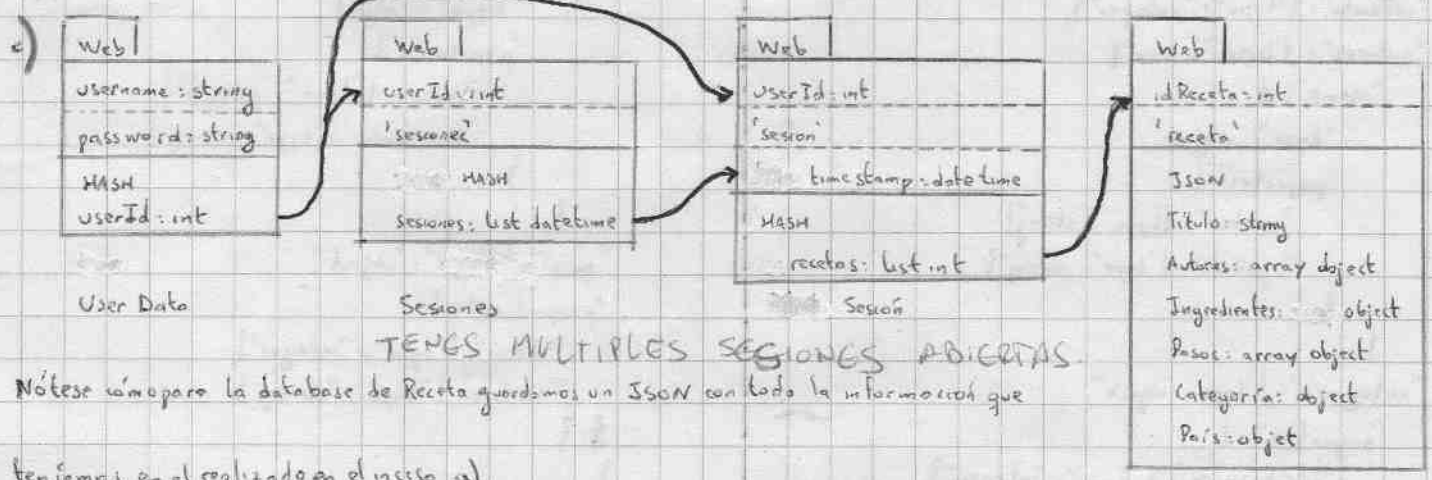 c)
Web
username: string
password: string
HASH
userId: int
User Data
Web
userId: int
'sesiones'
HASH
sesiones: list datetime
Sesiones
Web
userId: int
'sesion'
timestamp: datetime
HASH
recetas: list int
Sesión
Web
idReceta: int
'receta'
JSON
Título: string
Autores: array object
Ingredientes: object
Pasos: array object
Categoría: object
País: objet
TENES MULTIPLES SESIONES ABIERTAS.
Nótese cómo para la database de Receta guardamos un JSON con toda la información que
teníamos en el realizado en el inciso a)